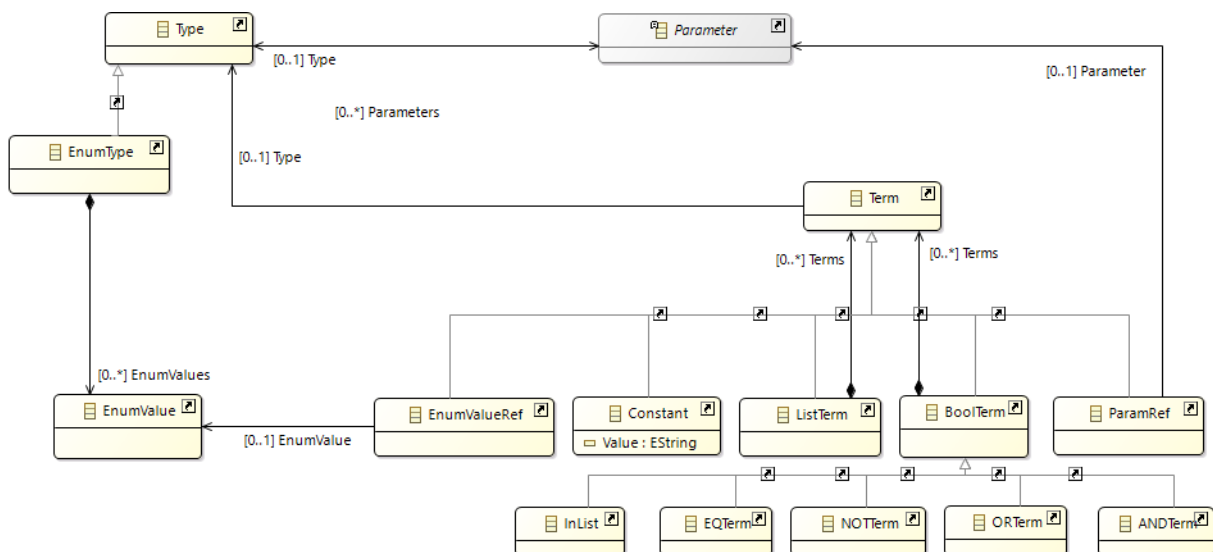 Type
Parameter
[0..1] Type
[0..1] Parameter
[0..*] Parameters
EnumType
[0..1] Type
Term
[0..*] Terms
[0..*] Terms
[0..*] EnumValues
EnumValue
EnumValueRef
Constant
ListTerm
BoolTerm
ParamRef
[0..1] EnumValue
Value : EString
InList
EQTerm
NOTTerm
ORTerm
ANDTerm